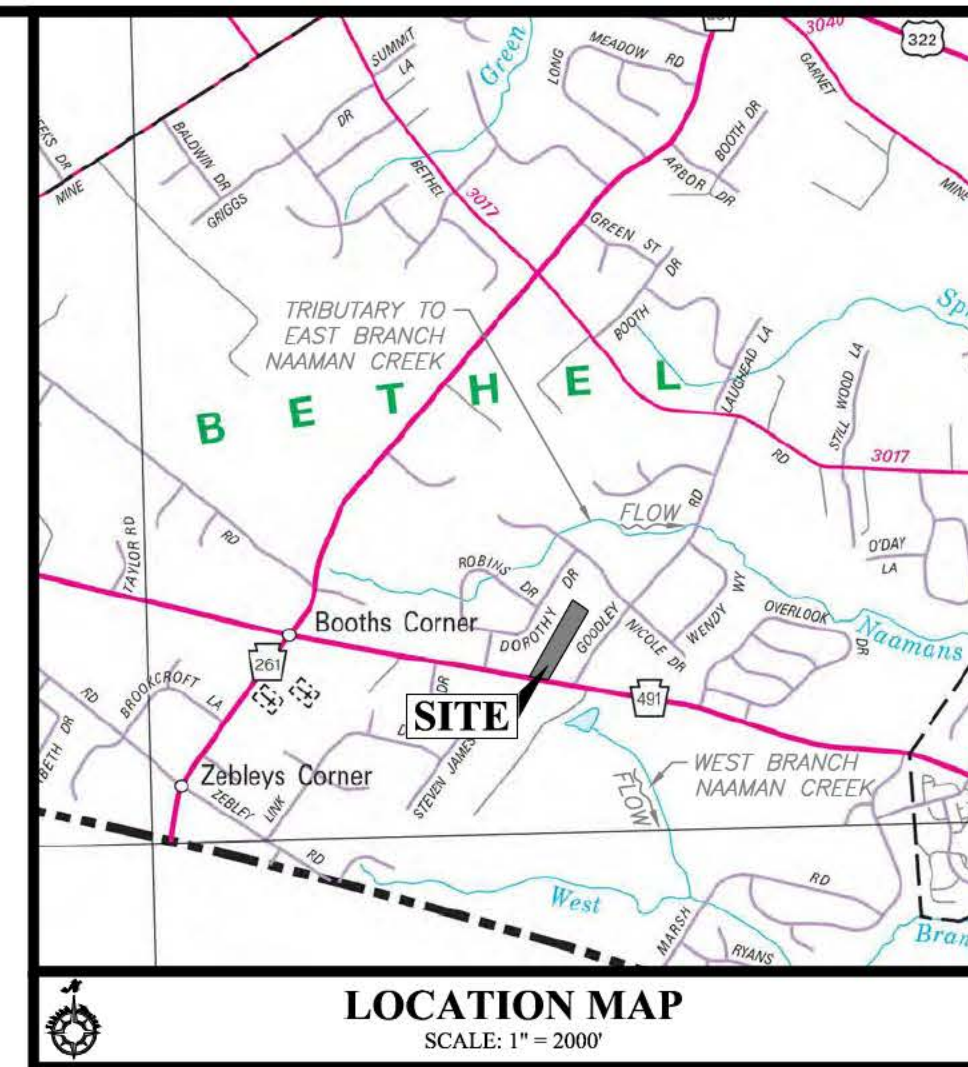 3040
322
SUMMIT
LA
Green
LONG
MEADOW RD
GARNET
DR
BALDWIN DR
GRIGGS
MINE
BETHEL
3017
BOOTH DR
ARBOR DR
MINE
GREEN ST
DR
BOOTH
TRIBUTARY TO
EAST BRANCH
NAAMAN CREEK
BETHEL
LAUGHEAD LA
STILL WOOD LA
RD
3017
TAYLOR RD
RD
FLOW
RD
O'DAY
LA
ROBINS DR
DOROTHY DR
GOODLEY
NICOLE DR
WENDY WY
OVERLOOK
DR
Naamans
Booths Corner
261
SITE
491
BROOKCROFT LA
RD
BETH DR
DR
STEVEN JAMES
Zebleys Corner
ZEBLEY
LINK
RD
FLOW
WEST BRANCH
NAAMAN CREEK
West
MARSH
RD
RYANS
N
LOCATION MAP
SCALE: 1" = 2000'